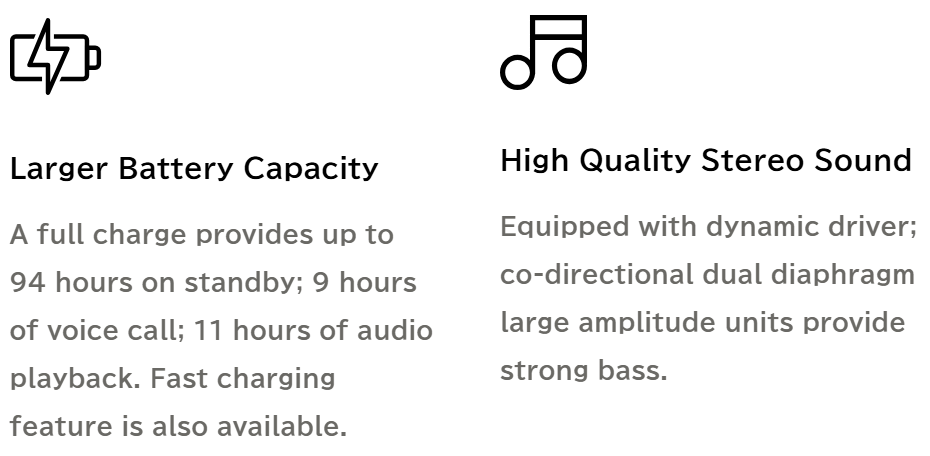 Larger Battery Capacity
A full charge provides up to
94 hours on standby; 9 hours
of voice call; 11 hours of audio
playback. Fast charging
feature is also available.
High Quality Stereo Sound
Equipped with dynamic driver;
co-directional dual diaphragm
large amplitude units provide
strong bass.